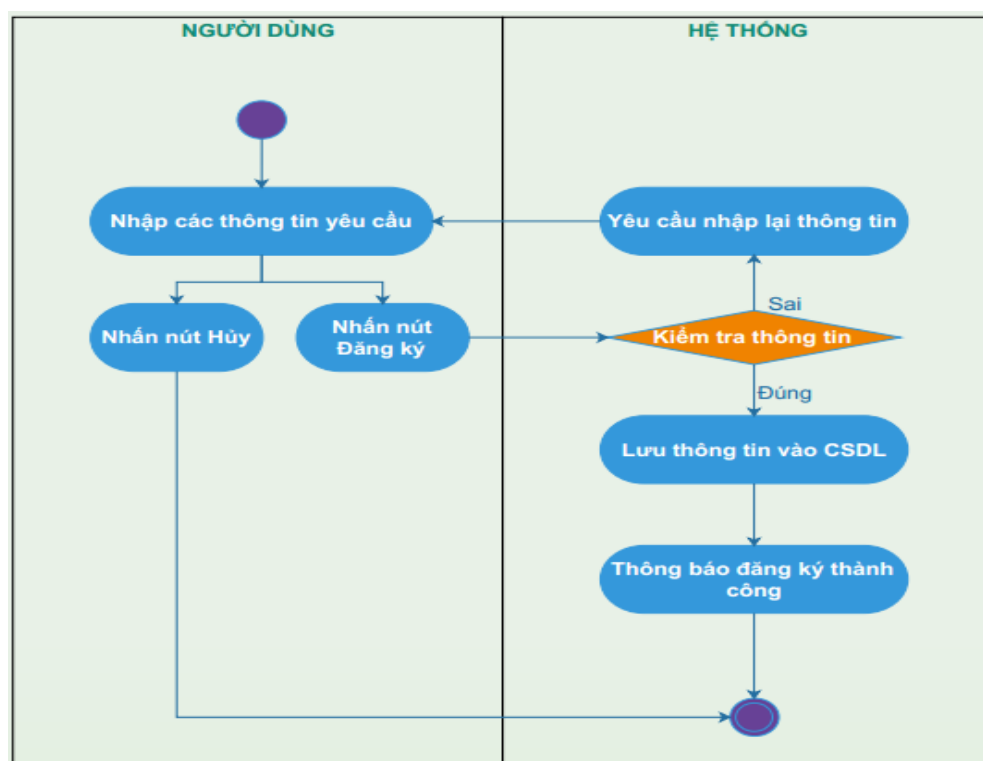 NGƯỜI DÙNG
HỆ THỐNG
Nhập các thông tin yêu cầu
Yêu cầu nhập lại thông tin
Sai
Nhấn nút Hủy
Nhấn nút
Đăng ký
Kiểm tra thông tin
Đúng
Lưu thông tin vào CSDL
Thông báo đăng ký thành
công